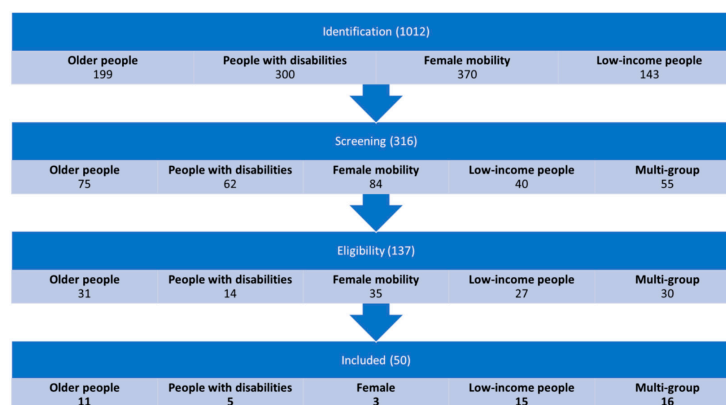 Identification (1012)
Older people People with disabilities Female mobility Low-income people
199 300 370 143
Screening (316)
Older people People with disabilities Female mobility Low-income people Multi-group
75 62 84 40 55
Eligibility (137)
Older people People with disabilities Female mobility Low-income people Multi-group
31 14 35 27 30
Included (50)
Older people People with disabilities Female Low-income people Multi-group
11 5 3 15 16